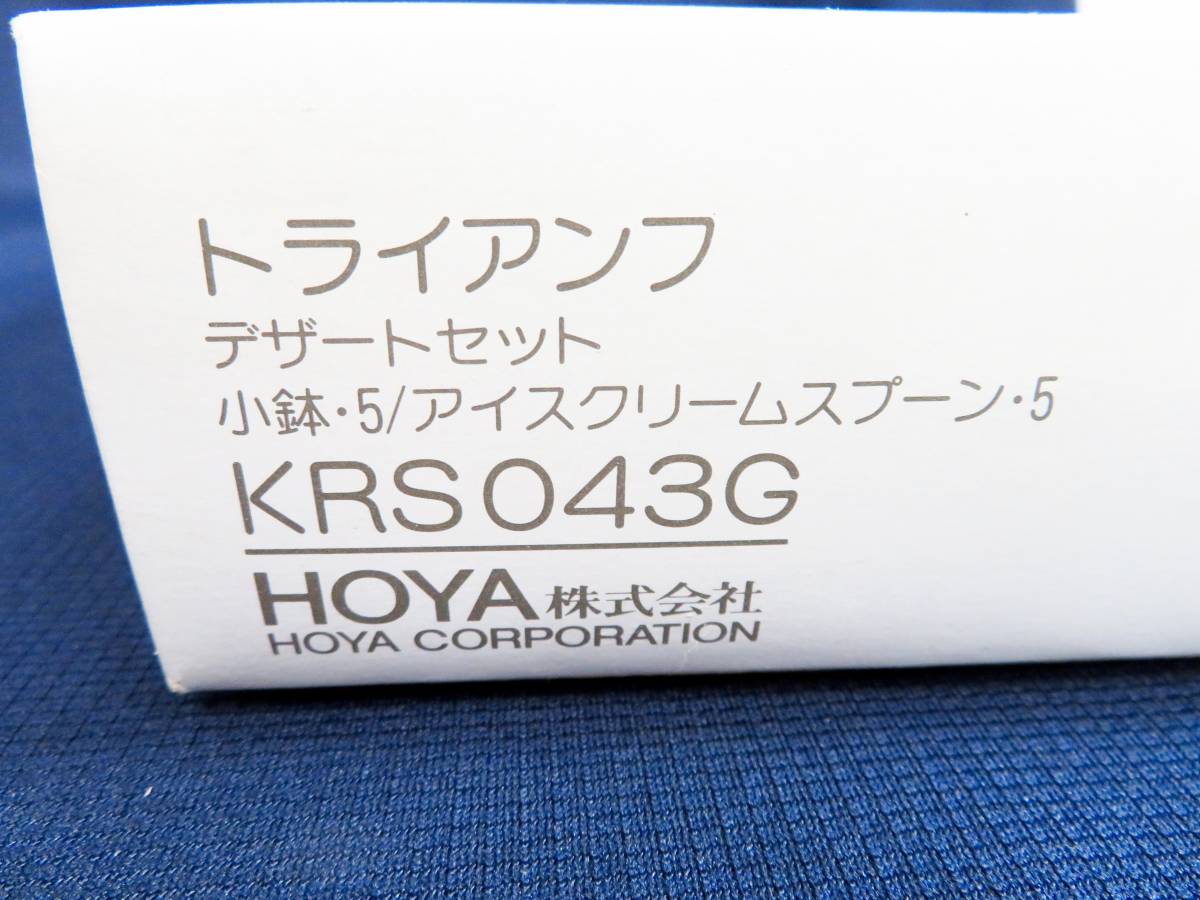 トライアンフ
デザートセット
小鉢・5/アイスクリームスプーン・5
KRS043G
HOYA株式会社
HOYA CORPORATION